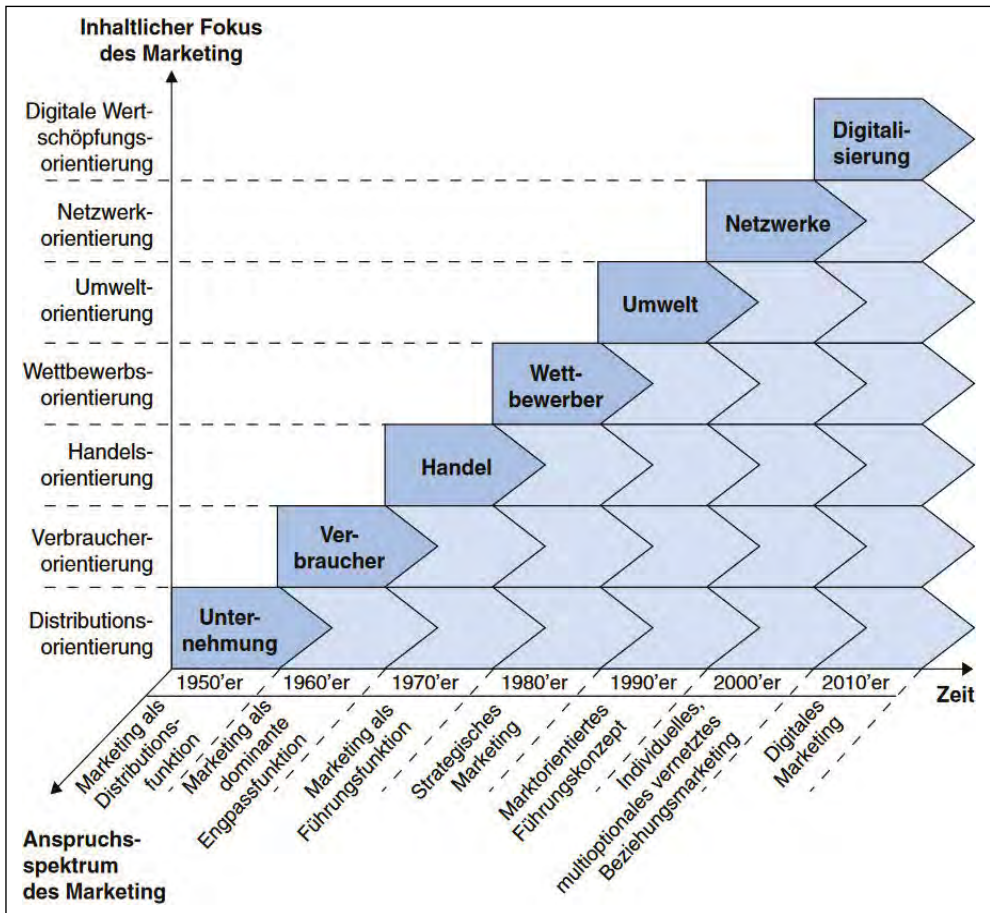 Inhaltlicher Fokus
des Marketing
Digitale Wert-
schöpfungs-
orientierung
Digitali-
sierung
Netzwerk-
orientierung
Netzwerke
Umwelt-
orientierung
Umwelt
Wettbewerbs-
orientierung
Wett-
bewerber
Handels-
orientierung
Handel
Verbraucher-
orientierung
Ver-
braucher
Distributions-
orientierung
Unter-
nehmung
1950'er
1960'er
1970'er
1980'er
1990'er
2000'er
2010'er
Zeit
Marketing als
Distributions-
funktion
Marketing als
dominante
Engpassfunktion
Marketing als
Führungsfunktion
Strategisches
Marketing
Marktorientiertes
Führungskonzept
Individuelles,
multioptionales vernetztes
Beziehungsmarketing
Digitales
Marketing
Anspruchs-
spektrum
des Marketing